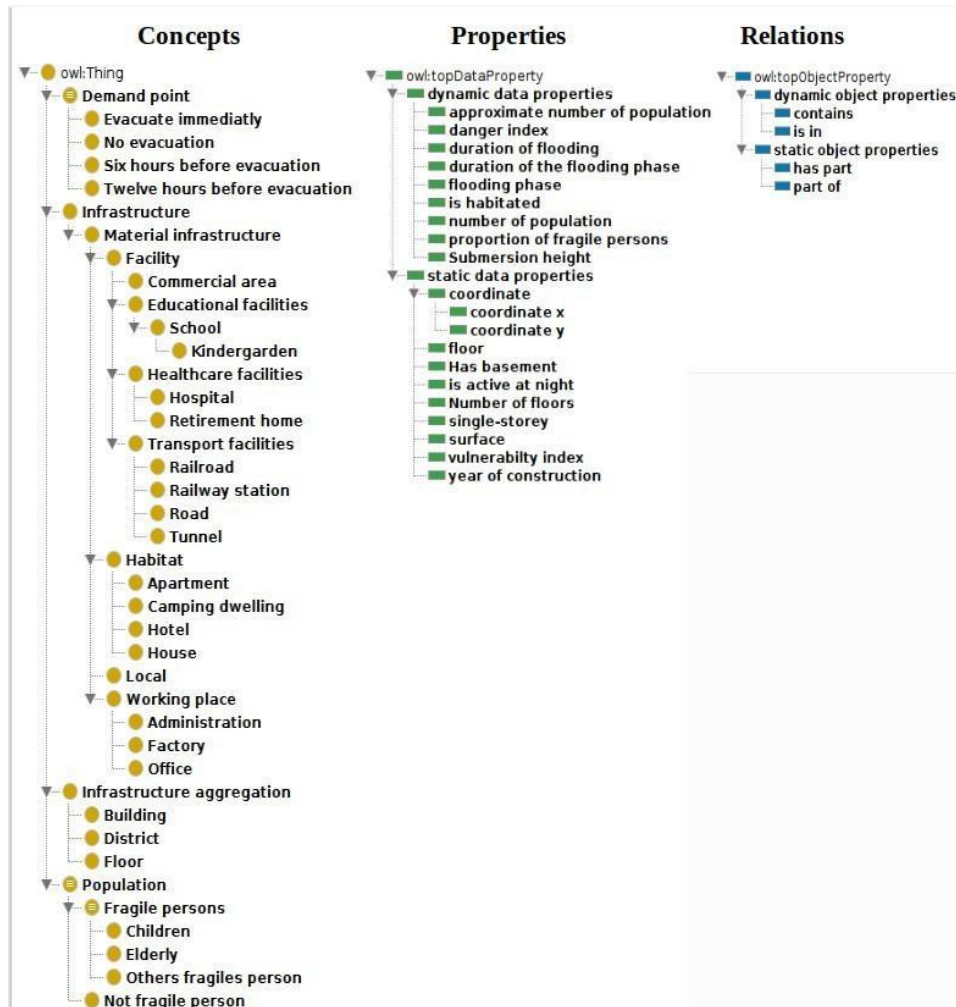 Concepts
owl:Thing
Demand point
Evacuate immediatly
No evacuation
Six hours before evacuation
Twelve hours before evacuation
Infrastructure
Material infrastructure
Facility
Commercial area
Educational facilities
School
Kindergarden
Healthcare facilities
Hospital
Retirement home
Transport facilities
Railroad
Railway station
Road
Tunnel
Habitat
Apartment
Camping dwelling
Hotel
House
Local
Working place
Administration
Factory
Office
Infrastructure aggregation
Building
District
Floor
Population
Fragile persons
Children
Elderly
Others fragiles person
Not fragile person
Properties
owl:topDataProperty
dynamic data properties
approximate number of population
danger index
duration of flooding
duration of the flooding phase
flooding phase
is habitated
number of population
proportion of fragile persons
Submersion height
static data properties
coordinate
coordinate x
coordinate y
floor
Has basement
is active at night
Number of floors
single-storey
surface
vulnerabilty index
year of construction
Relations
owl:topObjectProperty
dynamic object properties
contains
is in
static object properties
has part
part of